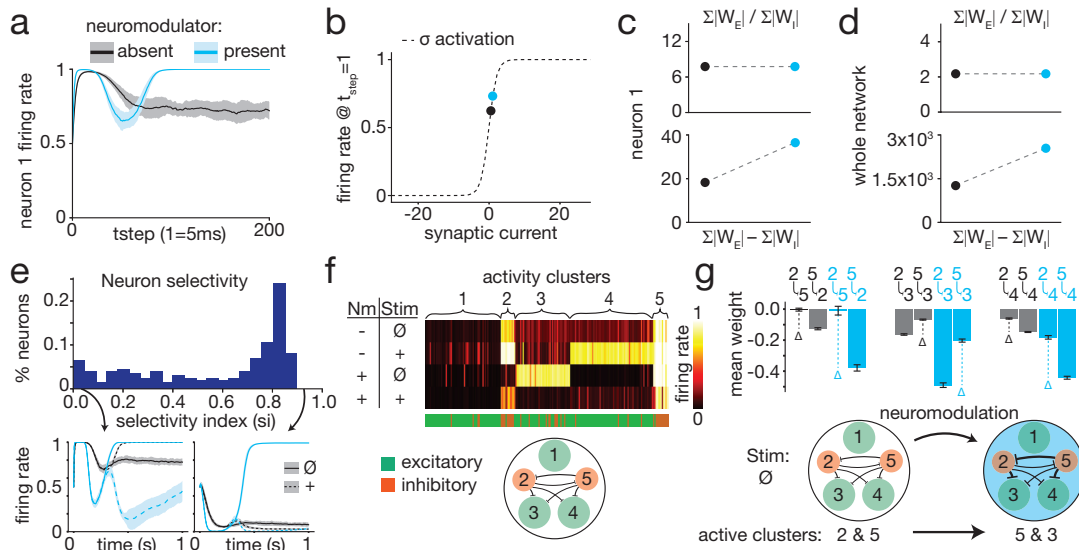 a
neuromodulator:
absent present
neuron 1 firing rate
1
0.5
0
0 tstep (1=5ms) 200
b
σ activation
firing rate @ tstep=1
1
0.5
0
-20 0 20
synaptic current
c
Σ|WE| / Σ|WI|
12
6
0
neuron 1
40
20
0
Σ|WE| − Σ|WI|
d
Σ|WE| / Σ|WI|
4
2
0
whole network
3x10³
1.5x10³
0
Σ|WE| − Σ|WI|
e
Neuron selectivity
% neurons
0.2
0.1
0
0.0 0.2 0.4 0.6 0.8 1.0
selectivity index (si)
firing rate
1
0.5
0
Ø
+
0 time (s) 1
0 time (s) 1
f
activity clusters
Nm Stim
1 2 3 4 5
- Ø
- +
+ Ø
+ +
firing rate
1
0
excitatory
inhibitory
1
2 5
3 4
g
2 5 2 5
5 2 5 2
2 5 2 5
3 3 3 3
2 5 2 5
4 4 4 4
mean weight
-0.0
-0.2
-0.4
Δ Δ Δ Δ Δ Δ
neuromodulation
Stim:
Ø
1
2 5
3 4
1
2 5
3 4
active clusters: 2 & 5 5 & 3